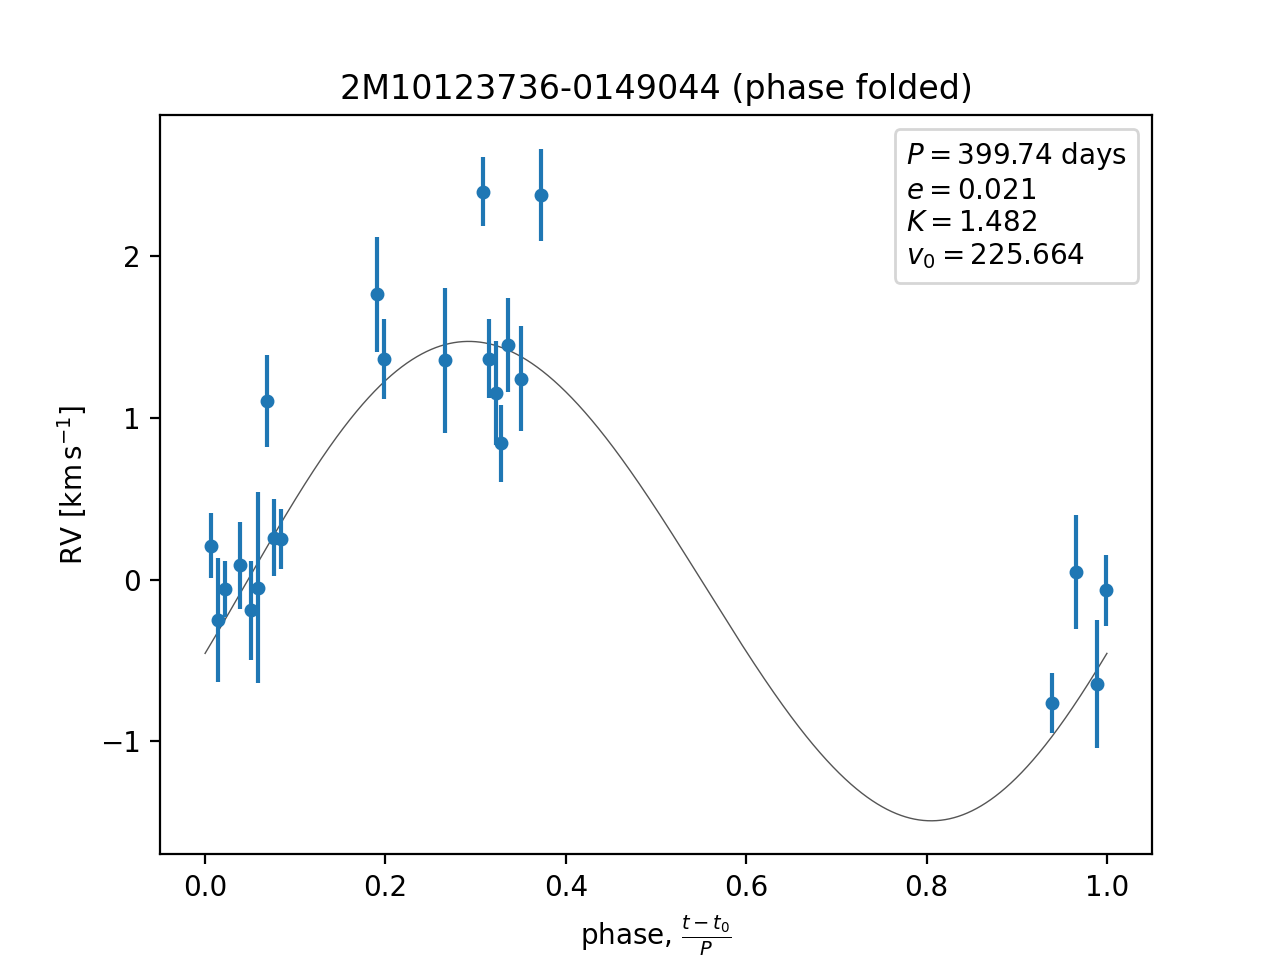 2M10123736-0149044 (phase folded)
P = 399.74 days
e = 0.021
K = 1.482
v₀ = 225.664
2
1
0
−1
RV [km s⁻¹]
0.0 0.2 0.4 0.6 0.8 1.0
phase, (t − t₀)/P